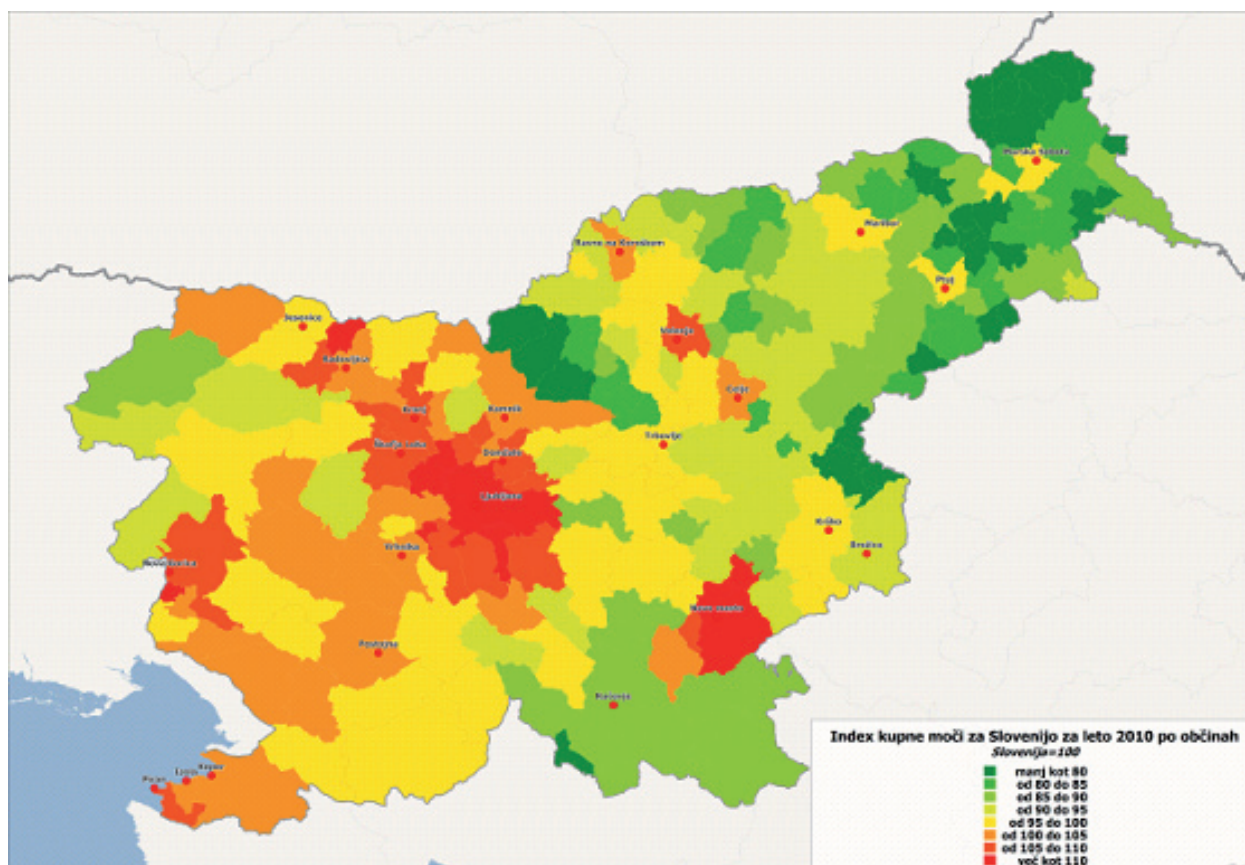 Murska Sobota
Maribor
Ravne na Koroškem
Ptuj
Jesenice
Velenje
Radovljica
Celje
Kranj
Kamnik
Škofja Loka
Trbovlje
Domžale
Ljubljana
Krško
Vrhnika
Brežice
Nova Gorica
Novo mesto
Postojna
Kočevje
Koper
Izola
Piran
Index kupne moči za Slovenijo za leto 2010 po občinah
Slovenija=100
manj kot 80
od 80 do 85
od 85 do 90
od 90 do 95
od 95 do 100
od 100 do 105
od 105 do 110
več kot 110